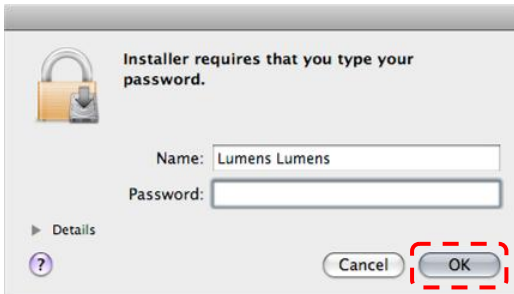 Installer requires that you type your
password.
Name: Lumens Lumens
Password:
Details
? Cancel OK